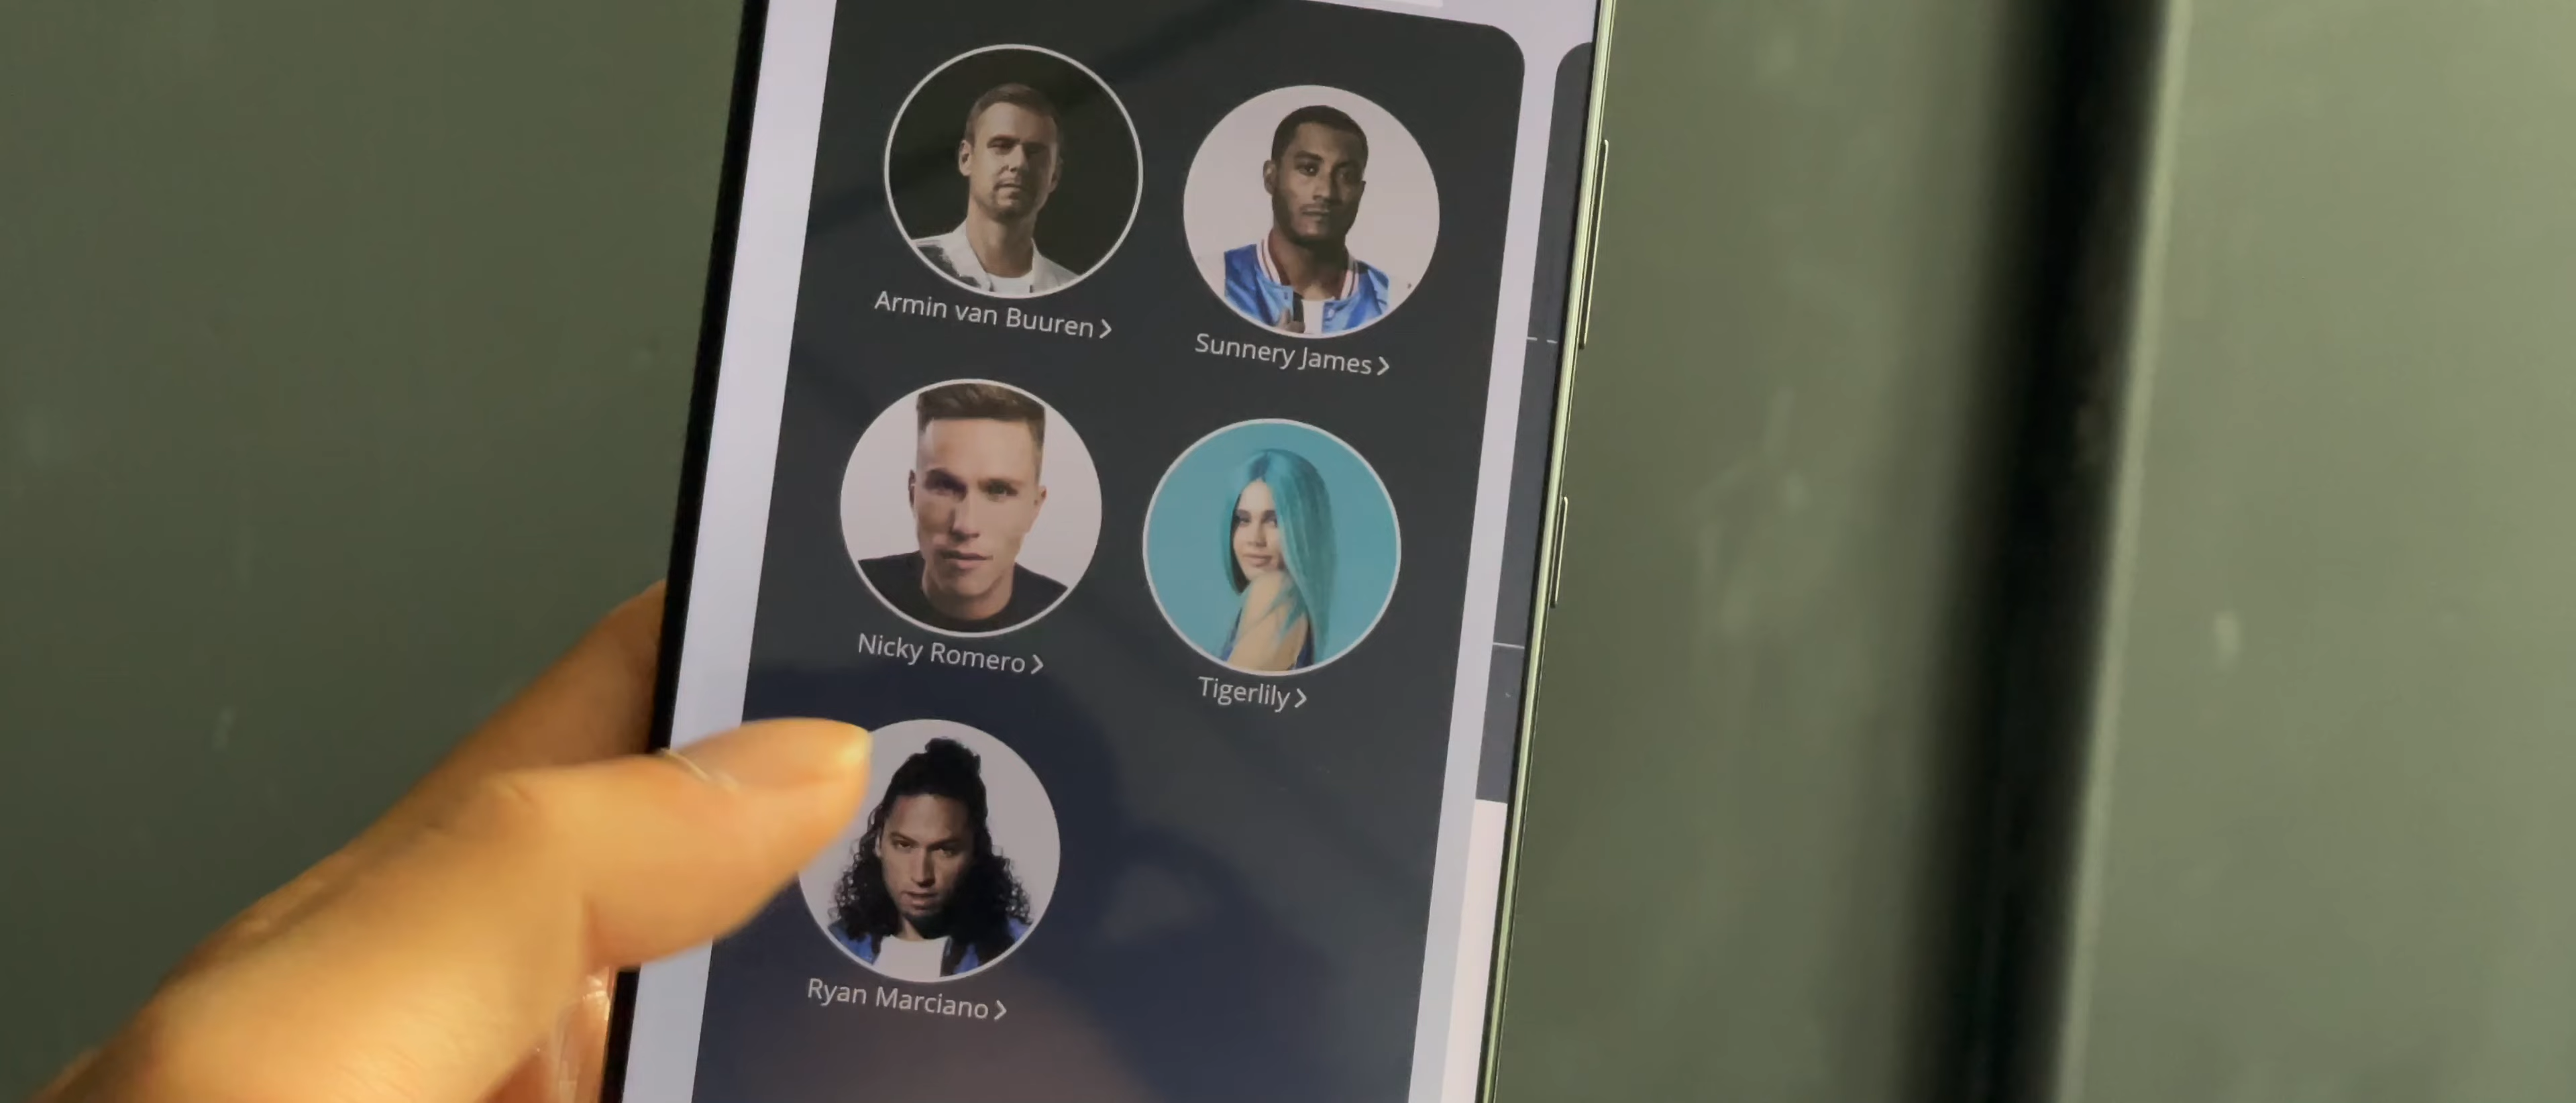 Armin van Buuren >
Sunnery James >
Nicky Romero >
Tigerlily >
Ryan Marciano >